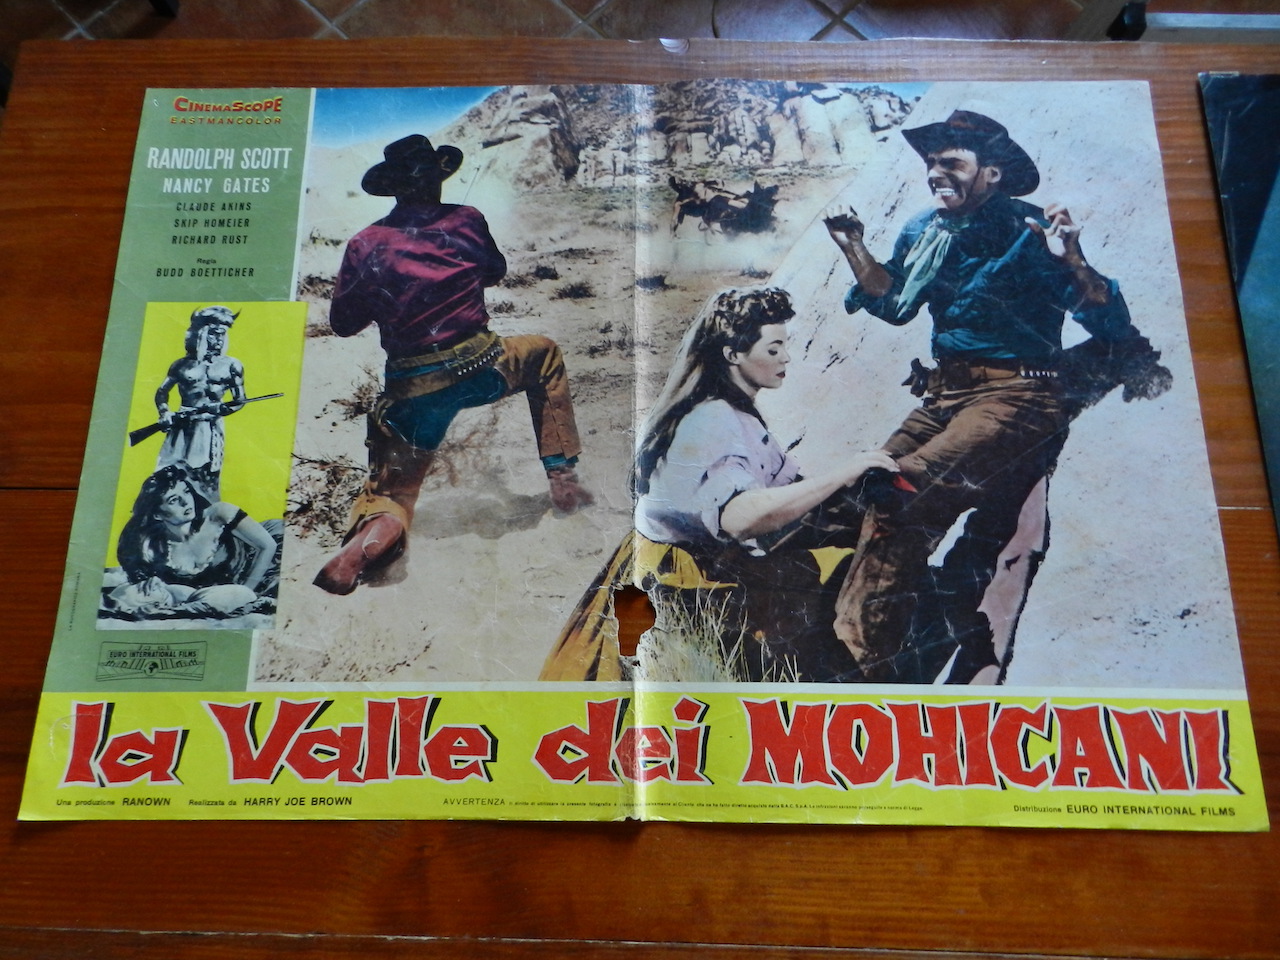 CINEMASCOPE
EASTMANCOLOR
RANDOLPH SCOTT
NANCY GATES
CLAUDE AKINS
SKIP HOMEIER
RICHARD RUST
Regia
BUDD BOETTICHER
EURO INTERNATIONAL FILMS
la Valle dei MOHICANI
Una produzione RANOWN Realizzata da HARRY JOE BROWN AVVERTENZA Distribuzione EURO INTERNATIONAL FILMS